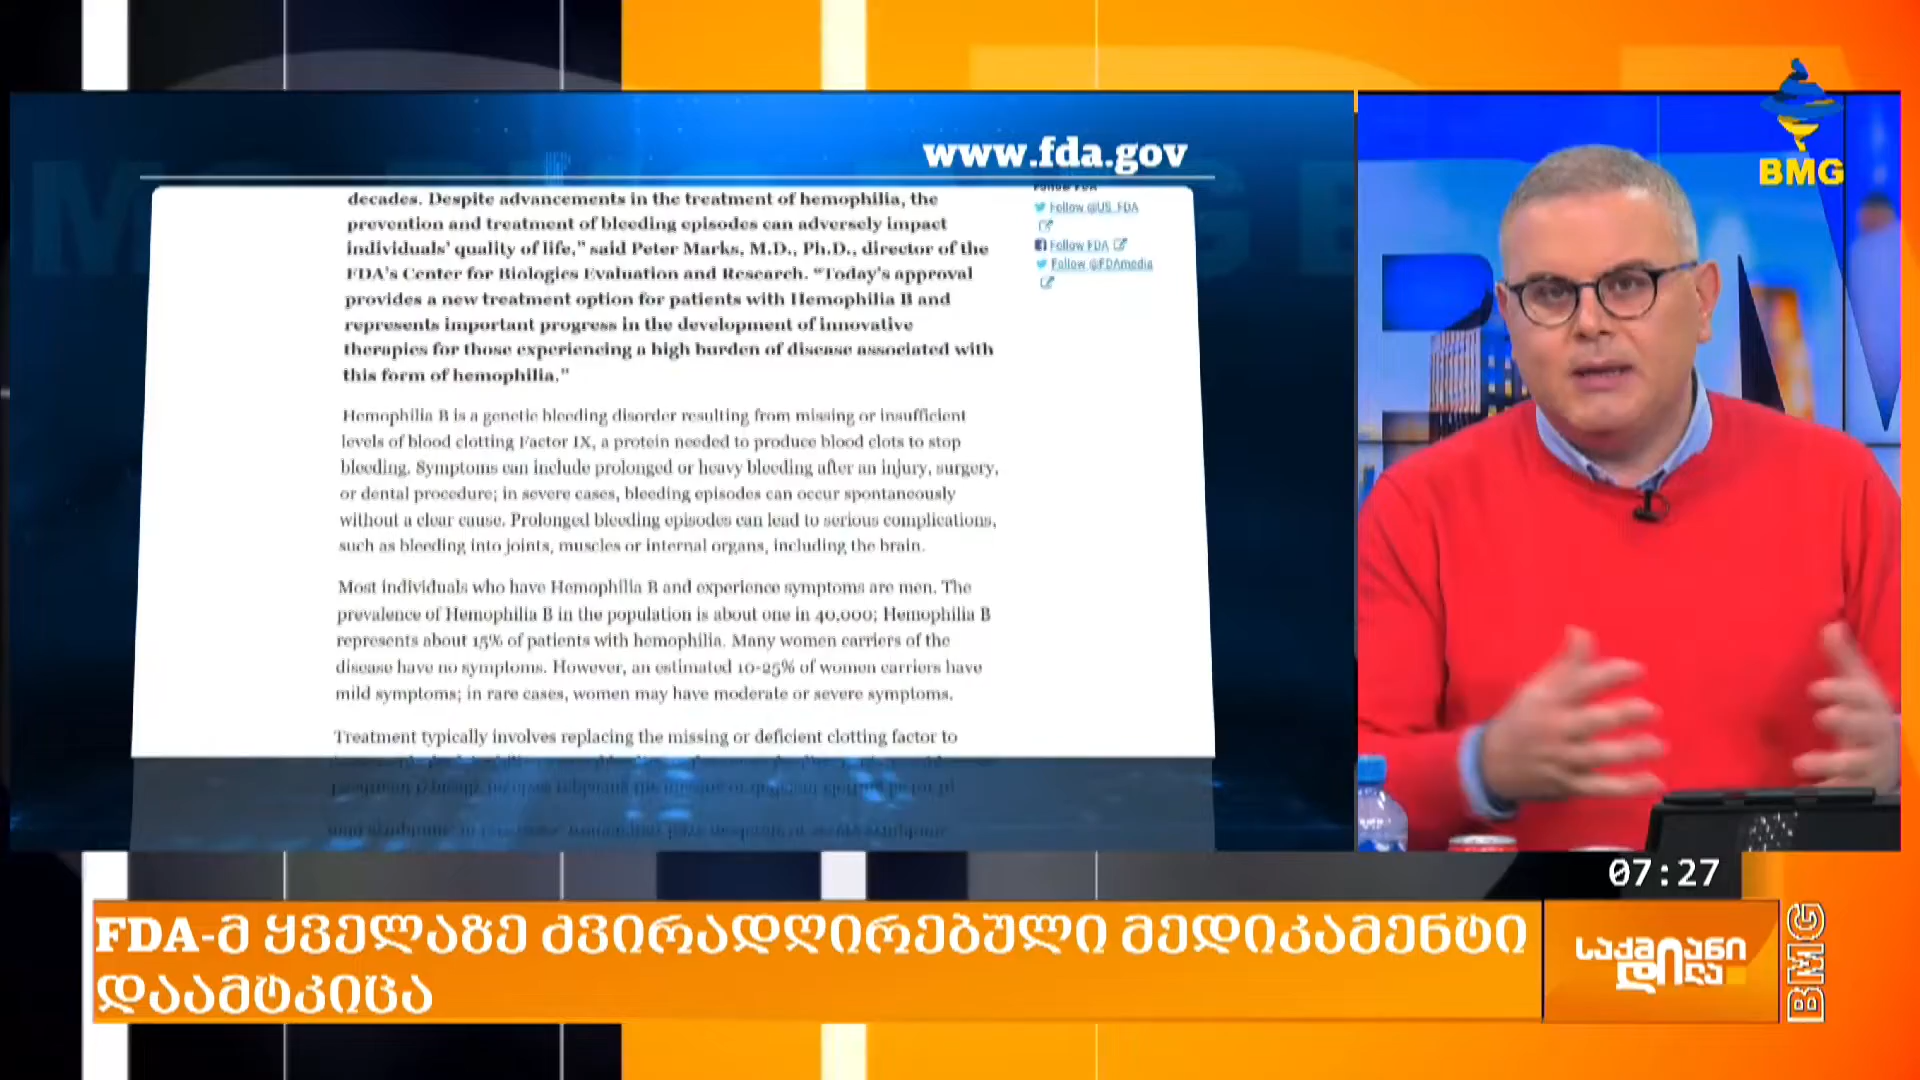 www.fda.gov
decades. Despite advancements in the treatment of hemophilia, the
prevention and treatment of bleeding episodes can adversely impact
individuals' quality of life," said Peter Marks, M.D., Ph.D., director of the
FDA's Center for Biologics Evaluation and Research. "Today's approval
provides a new treatment option for patients with Hemophilia B and
represents important progress in the development of innovative
therapies for those experiencing a high burden of disease associated with
this form of hemophilia."
Hemophilia B is a genetic bleeding disorder resulting from missing or insufficient
levels of blood clotting Factor IX, a protein needed to produce blood clots to stop
bleeding. Symptoms can include prolonged or heavy bleeding after an injury, surgery,
or dental procedure; in severe cases, bleeding episodes can occur spontaneously
without a clear cause. Prolonged bleeding episodes can lead to serious complications,
such as bleeding into joints, muscles or internal organs, including the brain.
Most individuals who have Hemophilia B and experience symptoms are men. The
prevalence of Hemophilia B in the population is about one in 40,000; Hemophilia B
represents about 15% of patients with hemophilia. Many women carriers of the
disease have no symptoms. However, an estimated 10-25% of women carriers have
mild symptoms; in rare cases, women may have moderate or severe symptoms.
Treatment typically involves replacing the missing or deficient clotting factor to
Follow FDA
Follow @US_FDA
Follow FDA
Follow @FDAmedia
BMG
07:27
FDA-მ ყველაზე ძვირადღირებული მედიკამენტი
დაამტკიცა
საქმიანი
დილა
BMG